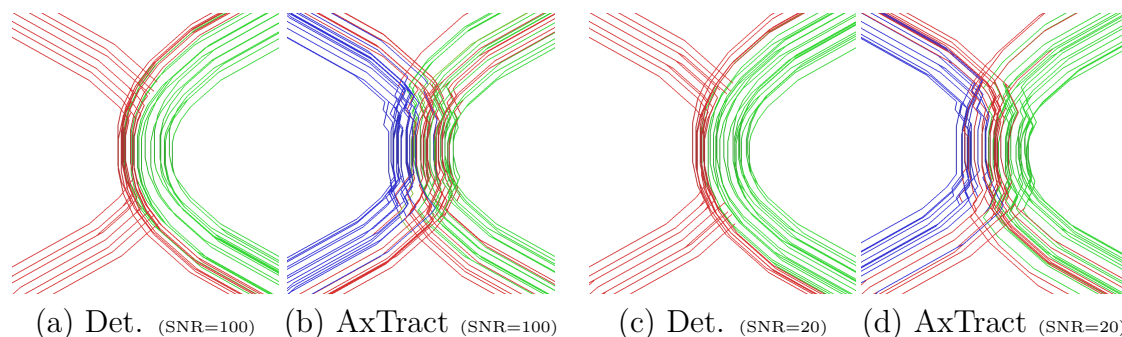 (a) Det. (SNR=100) (b) AxTract (SNR=100) (c) Det. (SNR=20) (d) AxTract (SNR=20)